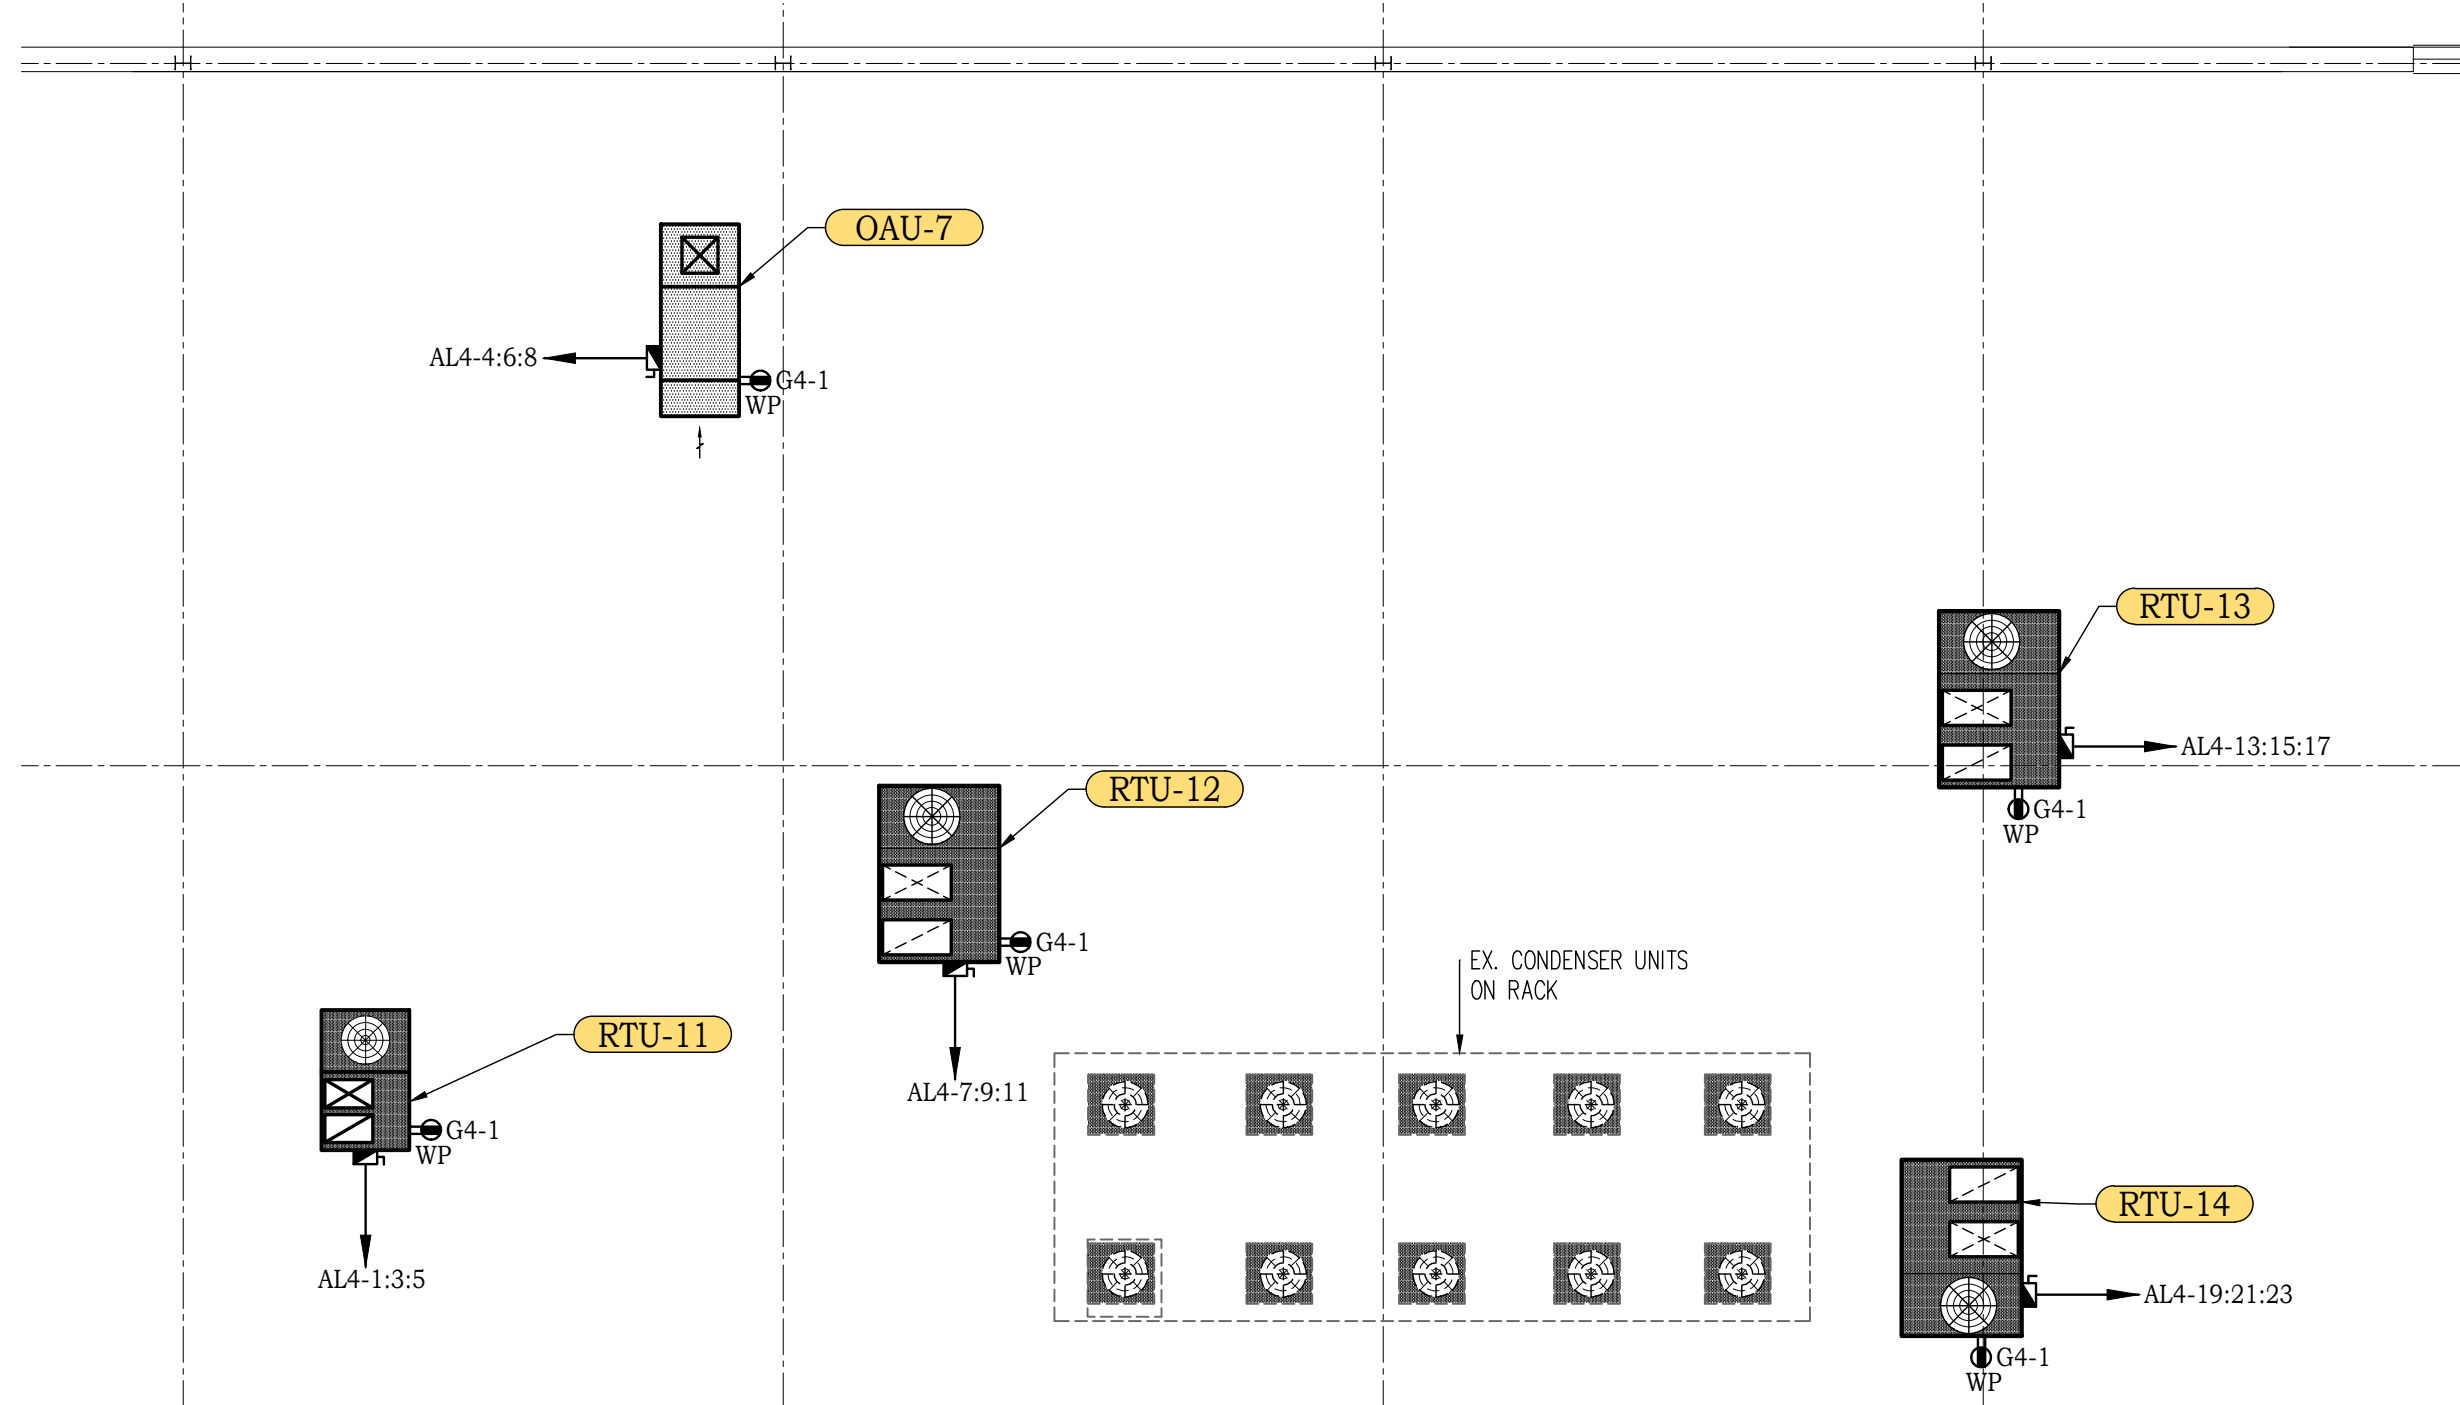 OAU-7
AL4-4:6:8
G4-1
WP
RTU-13
AL4-13:15:17
G4-1
WP
RTU-12
G4-1
WP
AL4-7:9:11
EX. CONDENSER UNITS
ON RACK
RTU-11
G4-1
WP
AL4-1:3:5
RTU-14
AL4-19:21:23
G4-1
WP